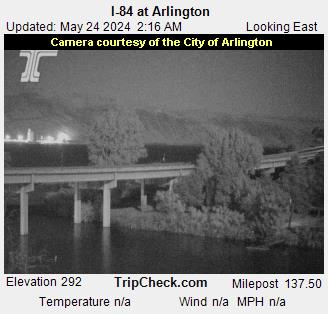 I-84 at Arlington
Updated: May 24 2024 2:16 AM Looking East
Camera courtesy of the City of Arlington
Elevation 292 TripCheck.com Milepost 137.50
Temperature n/a Wind n/a MPH n/a